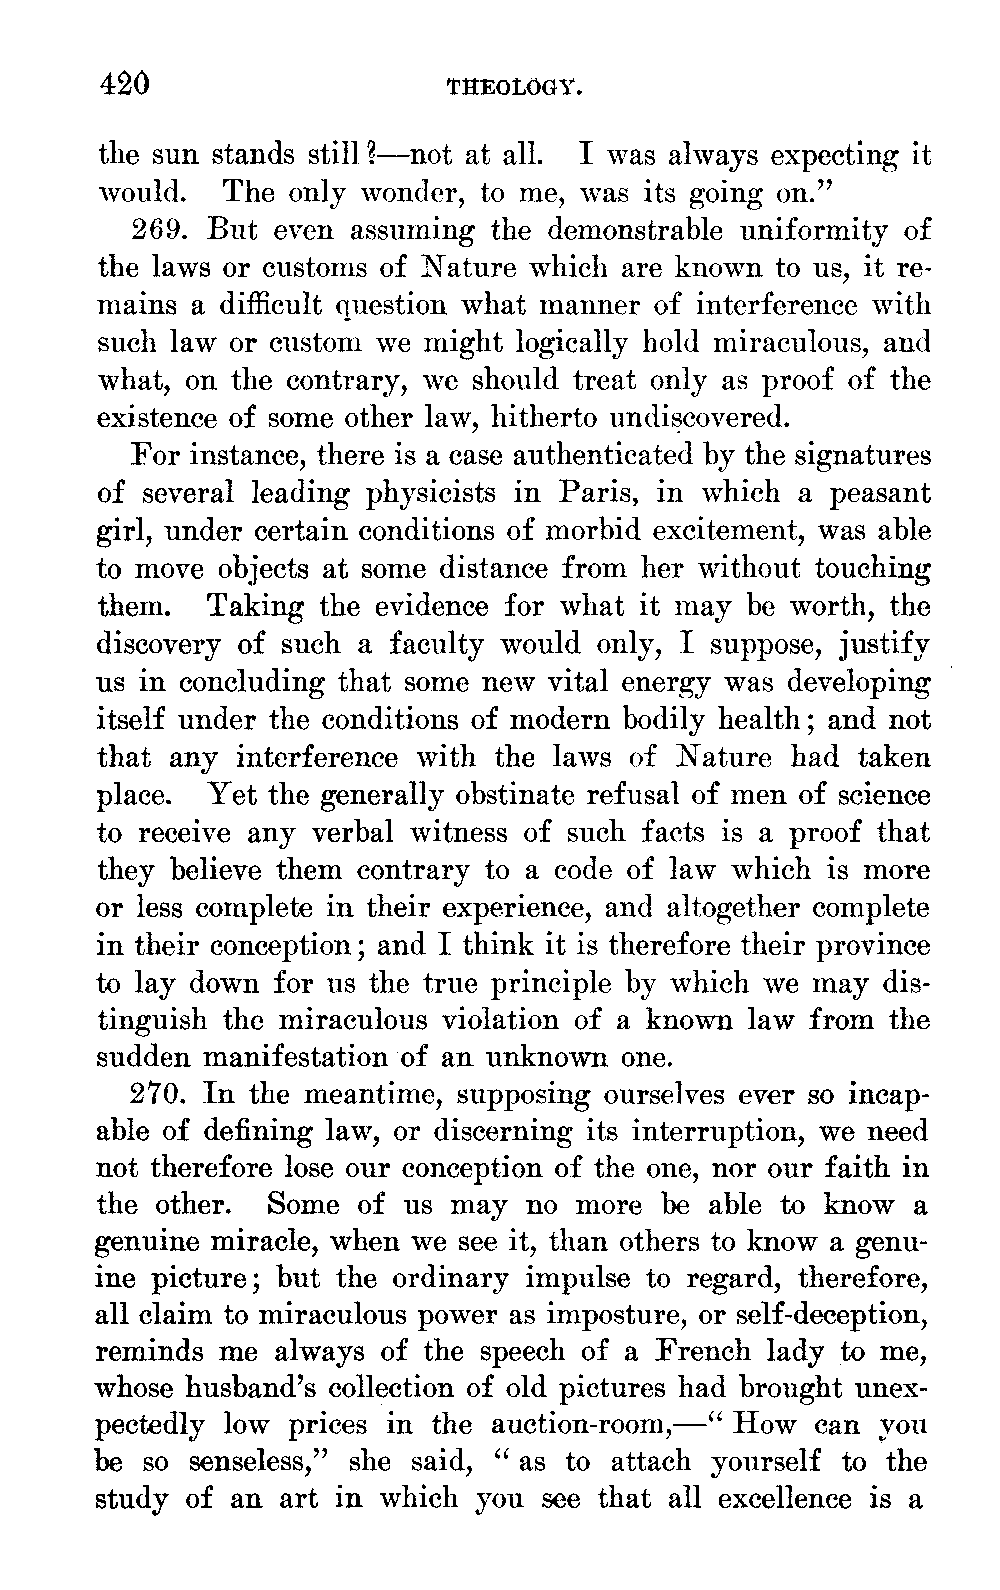 420 THEOLOGY.
the sun stands still?—not at all. I was always expecting it
would. The only wonder, to me, was its going on.”
269. But even assuming the demonstrable uniformity of
the laws or customs of Nature which are known to us, it re-
mains a difficult question what manner of interference with
such law or custom we might logically hold miraculous, and
what, on the contrary, we should treat only as proof of the
existence of some other law, hitherto undiscovered.
For instance, there is a case authenticated by the signatures
of several leading physicists in Paris, in which a peasant
girl, under certain conditions of morbid excitement, was able
to move objects at some distance from her without touching
them. Taking the evidence for what it may be worth, the
discovery of such a faculty would only, I suppose, justify
us in concluding that some new vital energy was developing
itself under the conditions of modern bodily health; and not
that any interference with the laws of Nature had taken
place. Yet the generally obstinate refusal of men of science
to receive any verbal witness of such facts is a proof that
they believe them contrary to a code of law which is more
or less complete in their experience, and altogether complete
in their conception; and I think it is therefore their province
to lay down for us the true principle by which we may dis-
tinguish the miraculous violation of a known law from the
sudden manifestation of an unknown one.
270. In the meantime, supposing ourselves ever so incap-
able of defining law, or discerning its interruption, we need
not therefore lose our conception of the one, nor our faith in
the other. Some of us may no more be able to know a
genuine miracle, when we see it, than others to know a genu-
ine picture; but the ordinary impulse to regard, therefore,
all claim to miraculous power as imposture, or self-deception,
reminds me always of the speech of a French lady to me,
whose husband’s collection of old pictures had brought unex-
pectedly low prices in the auction-room,—“ How can you
be so senseless,” she said, “ as to attach yourself to the
study of an art in which you see that all excellence is a